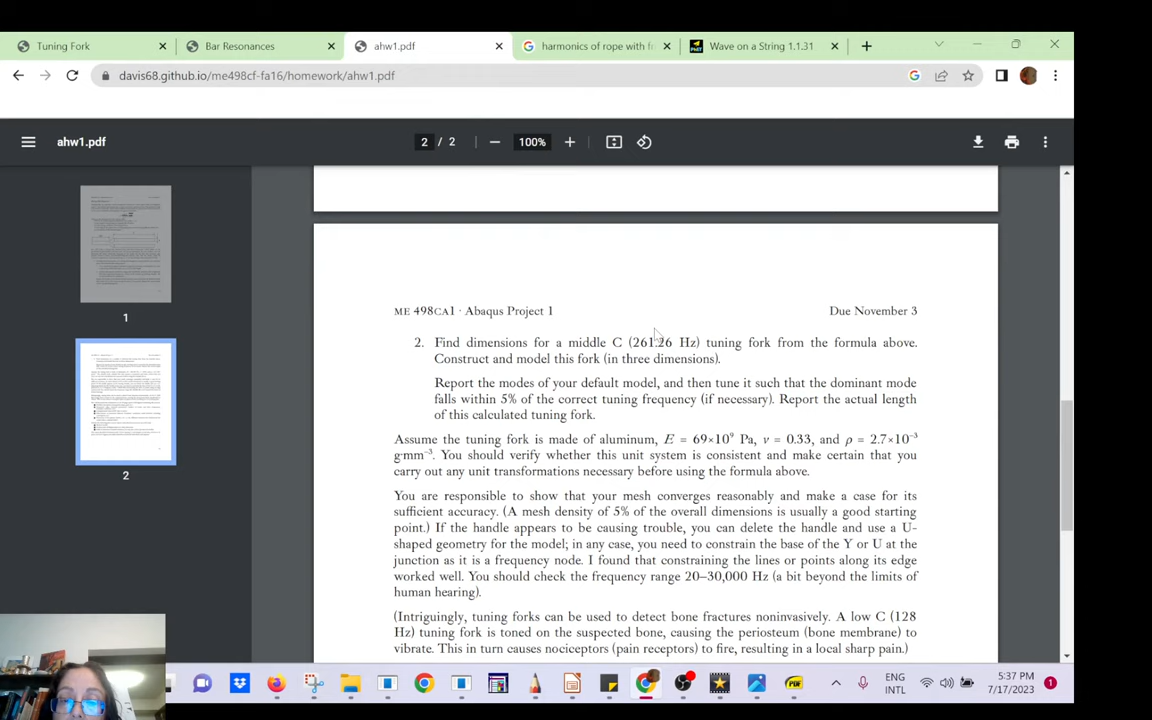 Tuning Fork
Bar Resonances
ahw1.pdf
harmonics of rope with fr
Wave on a String 1.1.31
davis68.github.io/me498cf-fa16/homework/ahw1.pdf
ahw1.pdf
2 / 2
100%
1
2
ME 498CA1 · Abaqus Project 1
Due November 3
2. Find dimensions for a middle C (261.26 Hz) tuning fork from the formula above.
Construct and model this fork (in three dimensions).
Report the modes of your default model, and then tune it such that the dominant mode
falls within 5% of the correct tuning frequency (if necessary). Report the actual length
of this calculated tuning fork.
Assume the tuning fork is made of aluminum, E = 69×10⁹ Pa, ν = 0.33, and ρ = 2.7×10⁻³
g·mm⁻³. You should verify whether this unit system is consistent and make certain that you
carry out any unit transformations necessary before using the formula above.
You are responsible to show that your mesh converges reasonably and make a case for its
sufficient accuracy. (A mesh density of 5% of the overall dimensions is usually a good starting
point.) If the handle appears to be causing trouble, you can delete the handle and use a U-
shaped geometry for the model; in any case, you need to constrain the base of the Y or U at the
junction as it is a frequency node. I found that constraining the lines or points along its edge
worked well. You should check the frequency range 20–30,000 Hz (a bit beyond the limits of
human hearing).
(Intriguingly, tuning forks can be used to detect bone fractures noninvasively. A low C (128
Hz) tuning fork is toned on the suspected bone, causing the periosteum (bone membrane) to
vibrate. This in turn causes nociceptors (pain receptors) to fire, resulting in a local sharp pain.)
ENG
INTL
5:37 PM
7/17/2023
1